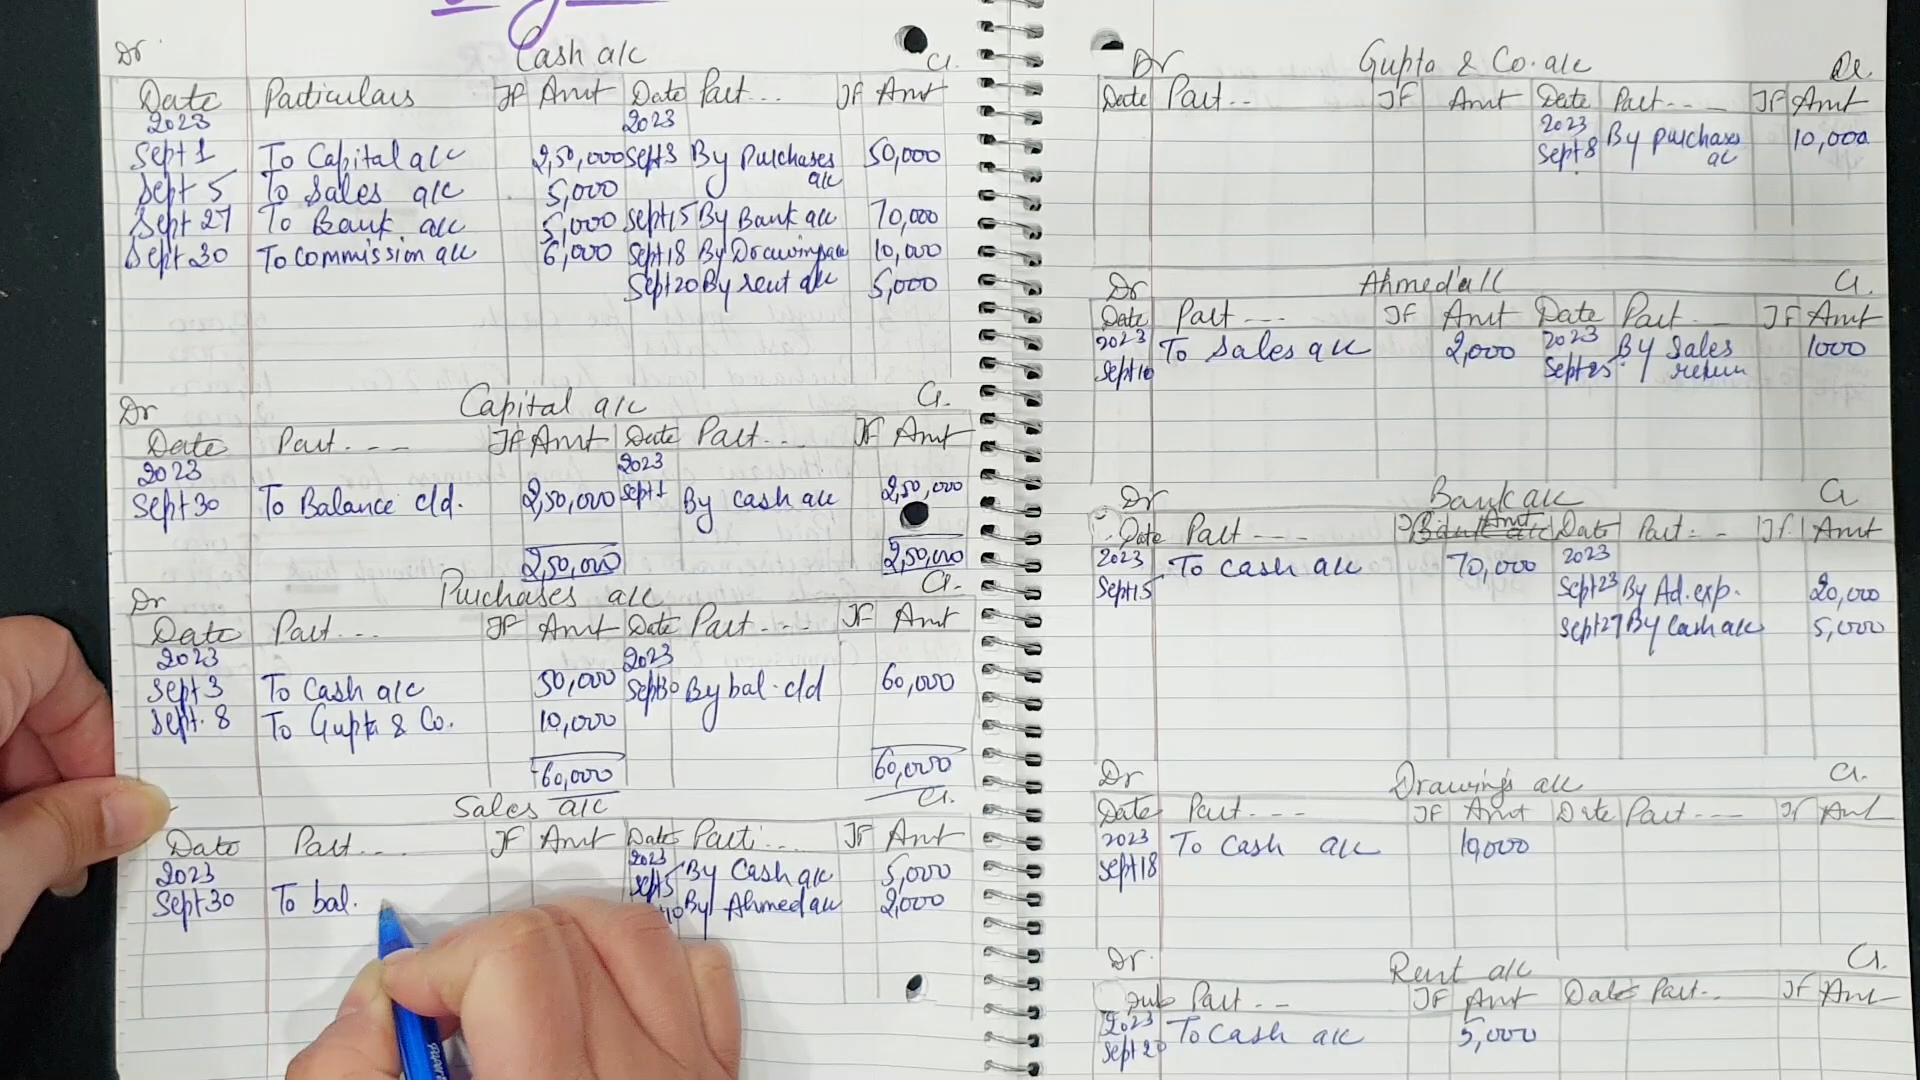 Dr Cash a/c Cr.
Date Particulars JF Amt Date Part... JF Amt
2023 2023
Sept 1 To Capital a/c 2,50,000 Sept 3 By Purchases a/c 50,000
Sept 5 To Sales a/c 5,000
Sept 27 To Bank a/c 5,000 Sept 15 By Bank a/c 70,000
Sept 30 To commission a/c 6,000 Sept 18 By Drawings a/c 10,000
Sept 20 By rent a/c 5,000
Dr Capital a/c Cr.
Date Part.--- JF Amt Date Part... JF Amt
2023 2023
Sept 30 To Balance c/d. 2,50,000 Sept 1 By cash a/c 2,50,000
2,50,000 2,50,000
Dr Purchases a/c Cr.
Date Part... JF Amt Date Part.--- JF Amt
2023 2023
Sept 3 To Cash a/c 50,000 Sept 30 By bal. c/d 60,000
Sept. 8 To Gupta & Co. 10,000
60,000 60,000
Sales a/c Cr.
Date Part... JF Amt Date Parti.... JF Amt
2023 2023
Sept 5 By Cash a/c 5,000
Sept 30 To bal. 10 By Ahmed a/c 2,000
Dr Gupta & Co. a/c
Date Part.. JF Amt Date Part--- JF Amt
2023
Sept 8 By purchases ac 10,000
Dr Ahmed a/c Cr.
Date Part --- JF Amt Date Part. JF Amt
2023 2023
Sept 10 To Sales a/c 2,000 Sept 25 By Sales return 1000
Dr Bank a/c Cr
Date Part --- Amt Date Part.-- JF Amt
2023 To cash a/c 70,000 2023
Sept 15 Sept 23 By Ad. exp. 20,000
Sept 27 By Cash a/c 5,000
Dr Drawings a/c Cr.
Date Part.--- JF Amt Date Part.--- JF Amt
2023 To Cash a/c 10,000
Sept 18
Dr. Rent a/c Cr.
Part.-- JF Amt Date Part.. JF Amt
2023 To Cash a/c 5,000
Sept 20